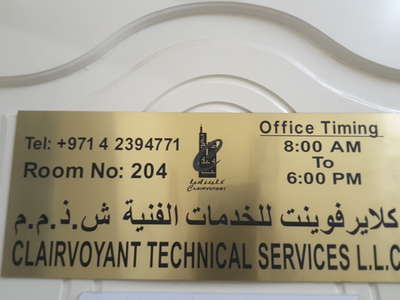 Tel: +971 4 2394771
Room No: 204
CLAIRVOYANT
Office Timing
8:00 AM
To
6:00 PM
كلايرفوينت للخدمات الفنية ش.ذ.م.م
CLAIRVOYANT TECHNICAL SERVICES L.L.C